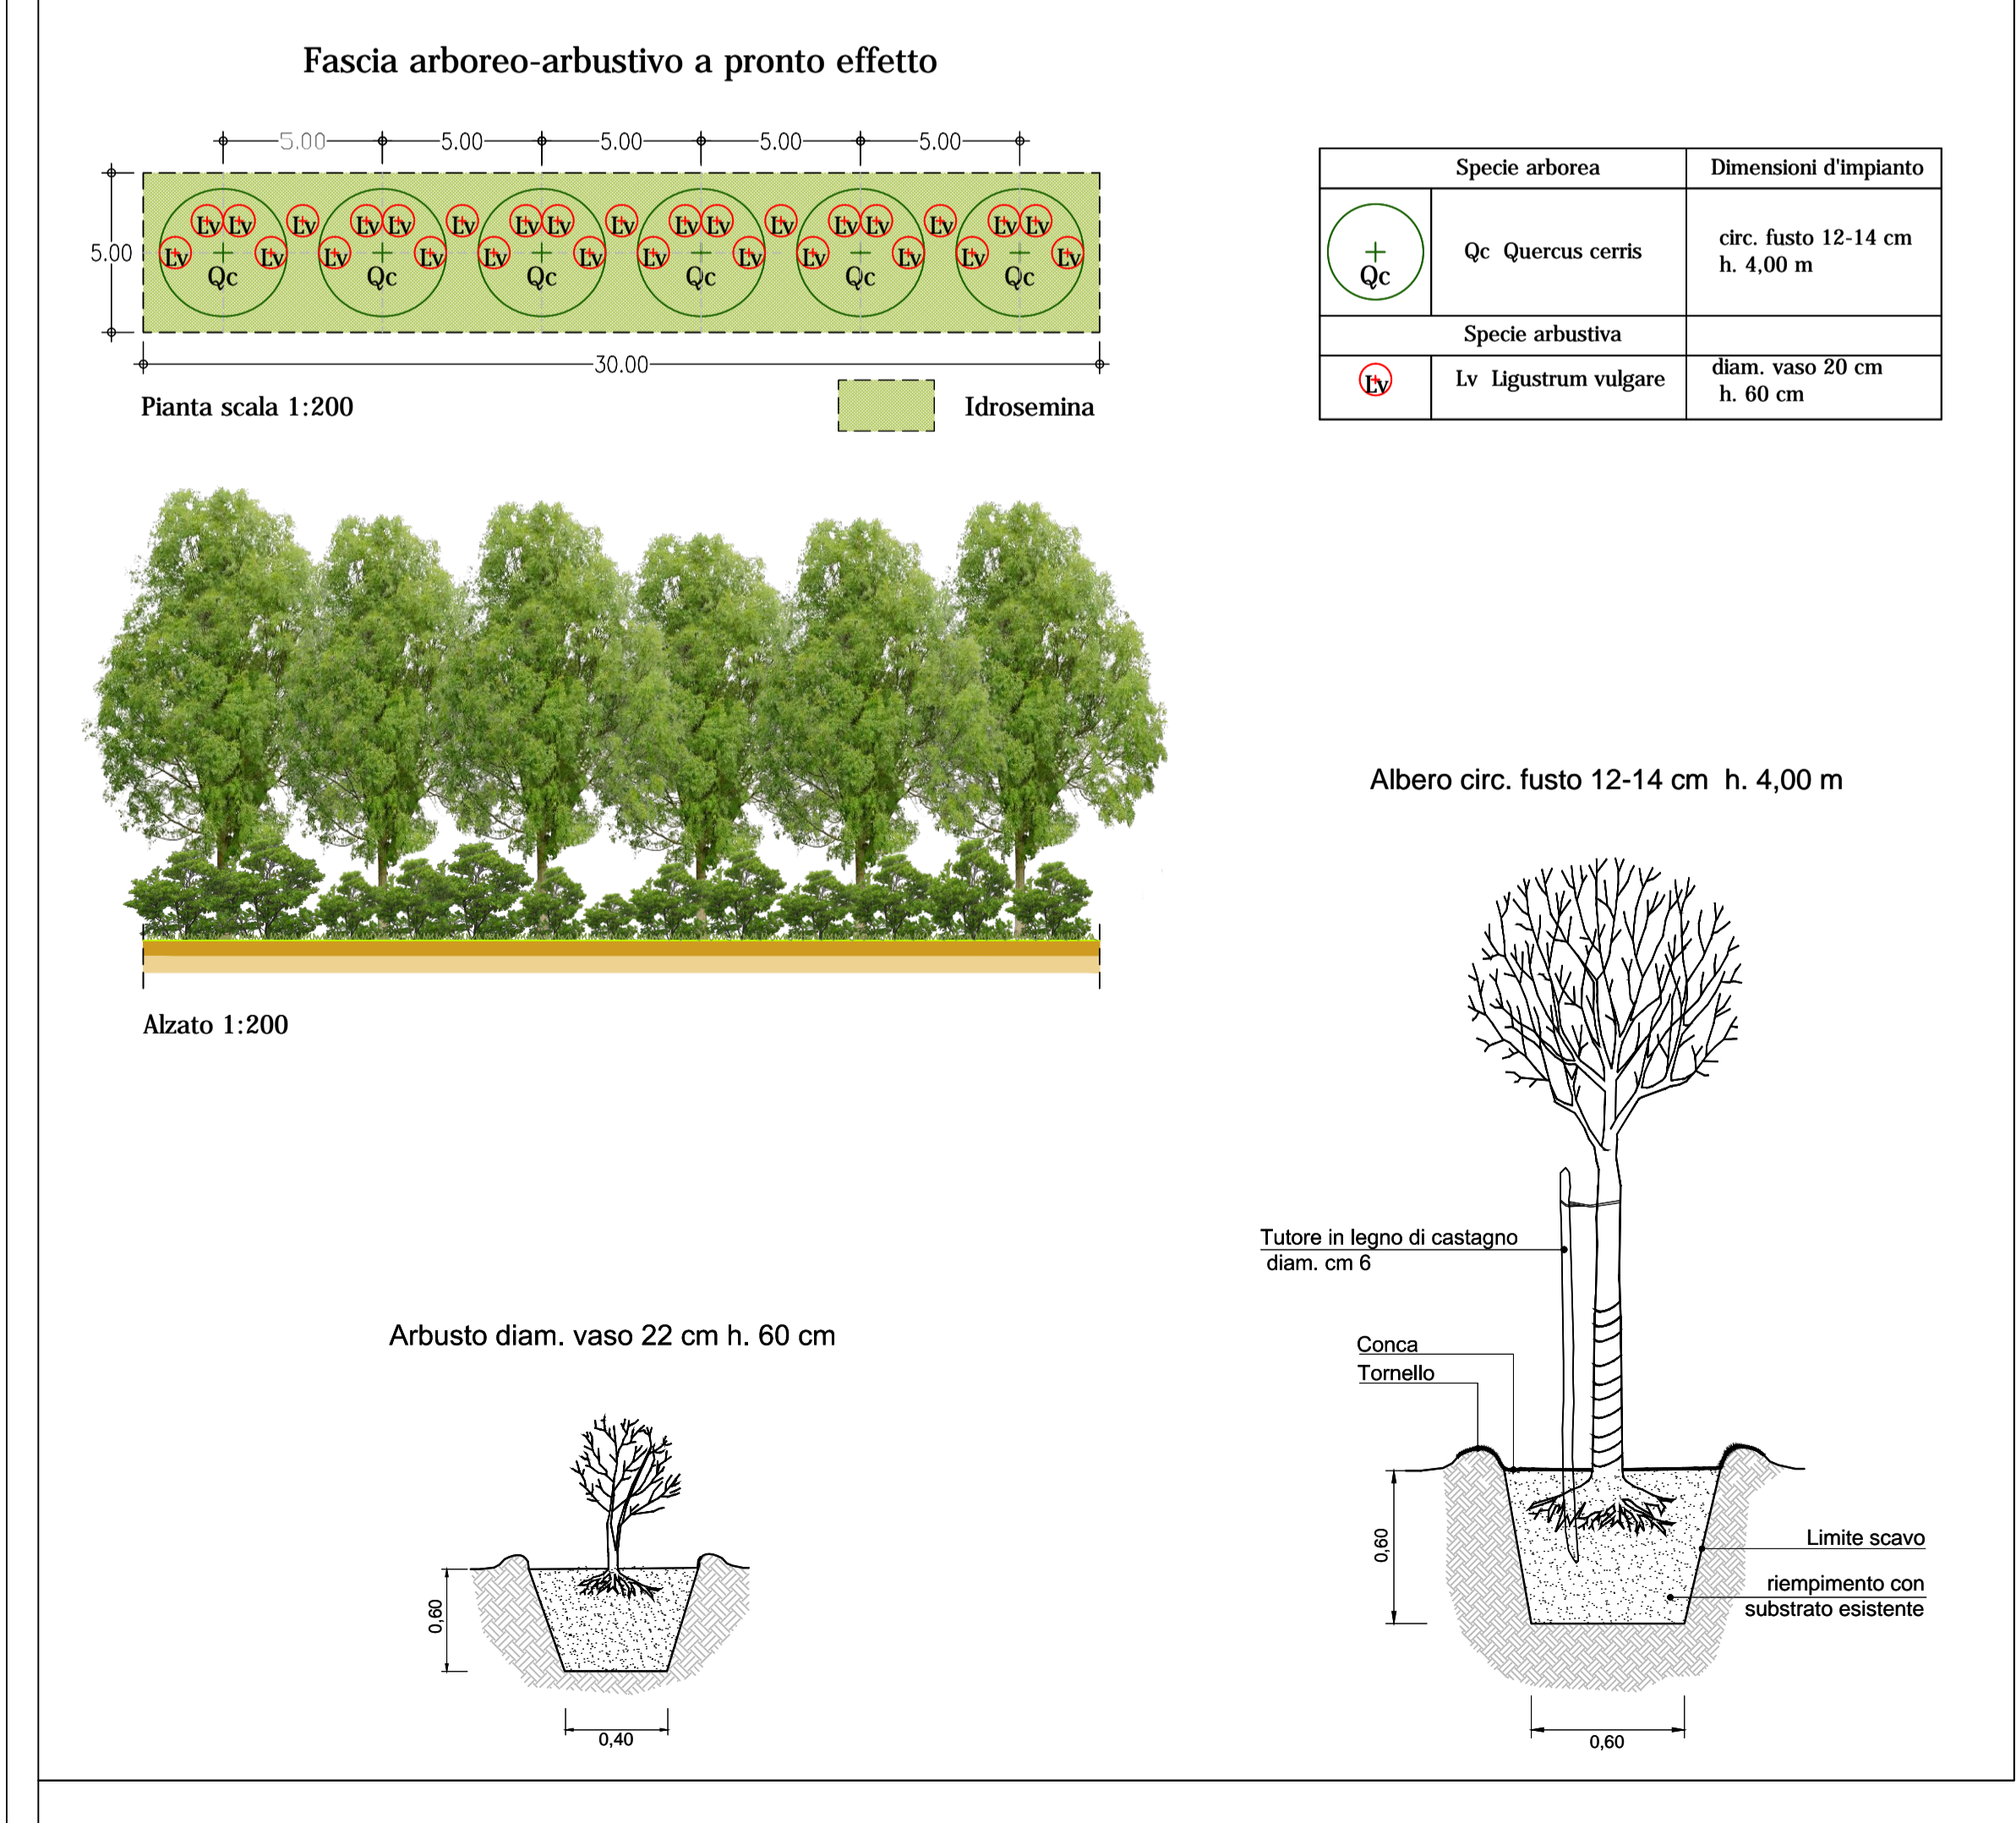 Fascia arboreo-arbustivo a pronto effetto
5.00 5.00 5.00 5.00 5.00
Lv Lv Lv Lv Lv Lv Lv Lv Lv Lv Lv Lv Lv Lv Lv Lv Lv
5.00
Lv Lv Lv Lv Lv Lv Lv Lv Lv Lv Lv Lv
Qc Qc Qc Qc Qc Qc
30.00
Pianta scala 1:200
Idrosemina
Specie arborea Dimensioni d'impianto
Qc Qc Quercus cerris circ. fusto 12-14 cm
h. 4,00 m
Specie arbustiva
Lv Lv Ligustrum vulgare diam. vaso 20 cm
h. 60 cm
Alzato 1:200
Albero circ. fusto 12-14 cm h. 4,00 m
Tutore in legno di castagno
diam. cm 6
Conca
Tornello
0,60
Limite scavo
riempimento con
substrato esistente
0,60
Arbusto diam. vaso 22 cm h. 60 cm
0,60
0,40